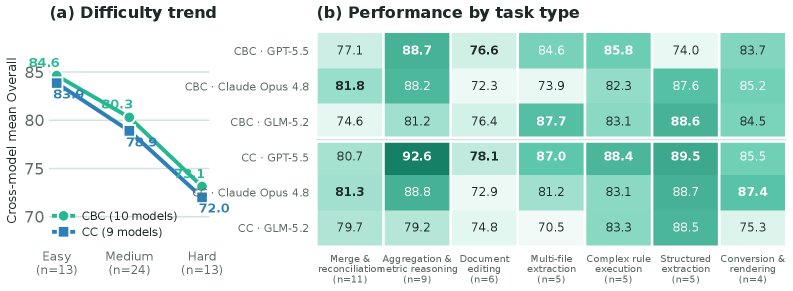 (a) Difficulty trend
Cross-model mean Overall
85
80
75
70
84.6
83.9
80.3
78.9
73.1
72.0
CBC (10 models)
CC (9 models)
Easy
(n=13)
Medium
(n=24)
Hard
(n=13)
(b) Performance by task type
CBC · GPT-5.5 77.1 88.7 76.6 84.6 85.8 74.0 83.7
CBC · Claude Opus 4.8 81.8 88.2 72.3 73.9 82.3 87.6 85.2
CBC · GLM-5.2 74.6 81.2 76.4 87.7 83.1 88.6 84.5
CC · GPT-5.5 80.7 92.6 78.1 87.0 88.4 89.5 85.5
CC · Claude Opus 4.8 81.3 88.8 72.9 81.2 83.1 88.7 87.4
CC · GLM-5.2 79.7 79.2 74.8 70.5 83.3 88.5 75.3
Merge &
reconciliation
(n=11)
Aggregation &
metric reasoning
(n=9)
Document
editing
(n=6)
Multi-file
extraction
(n=5)
Complex rule
execution
(n=5)
Structured
extraction
(n=5)
Conversion &
rendering
(n=4)